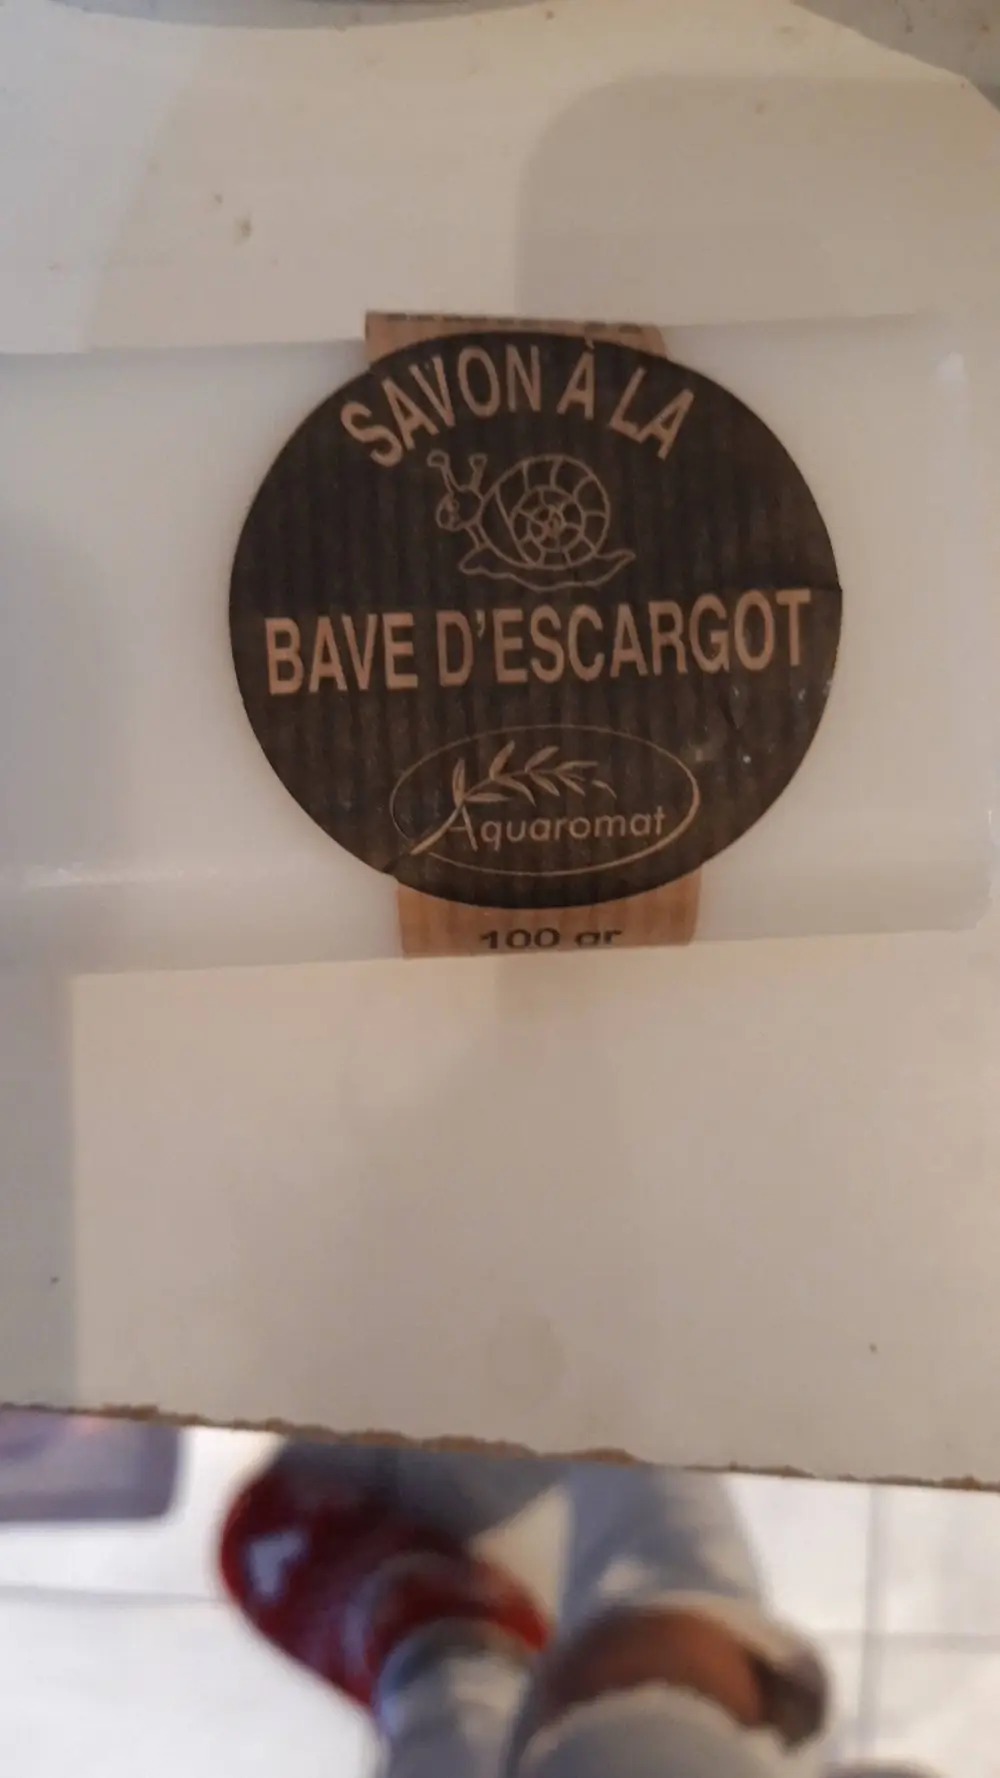 SAVON À LA
BAVE D'ESCARGOT
Aquaromat
100 gr